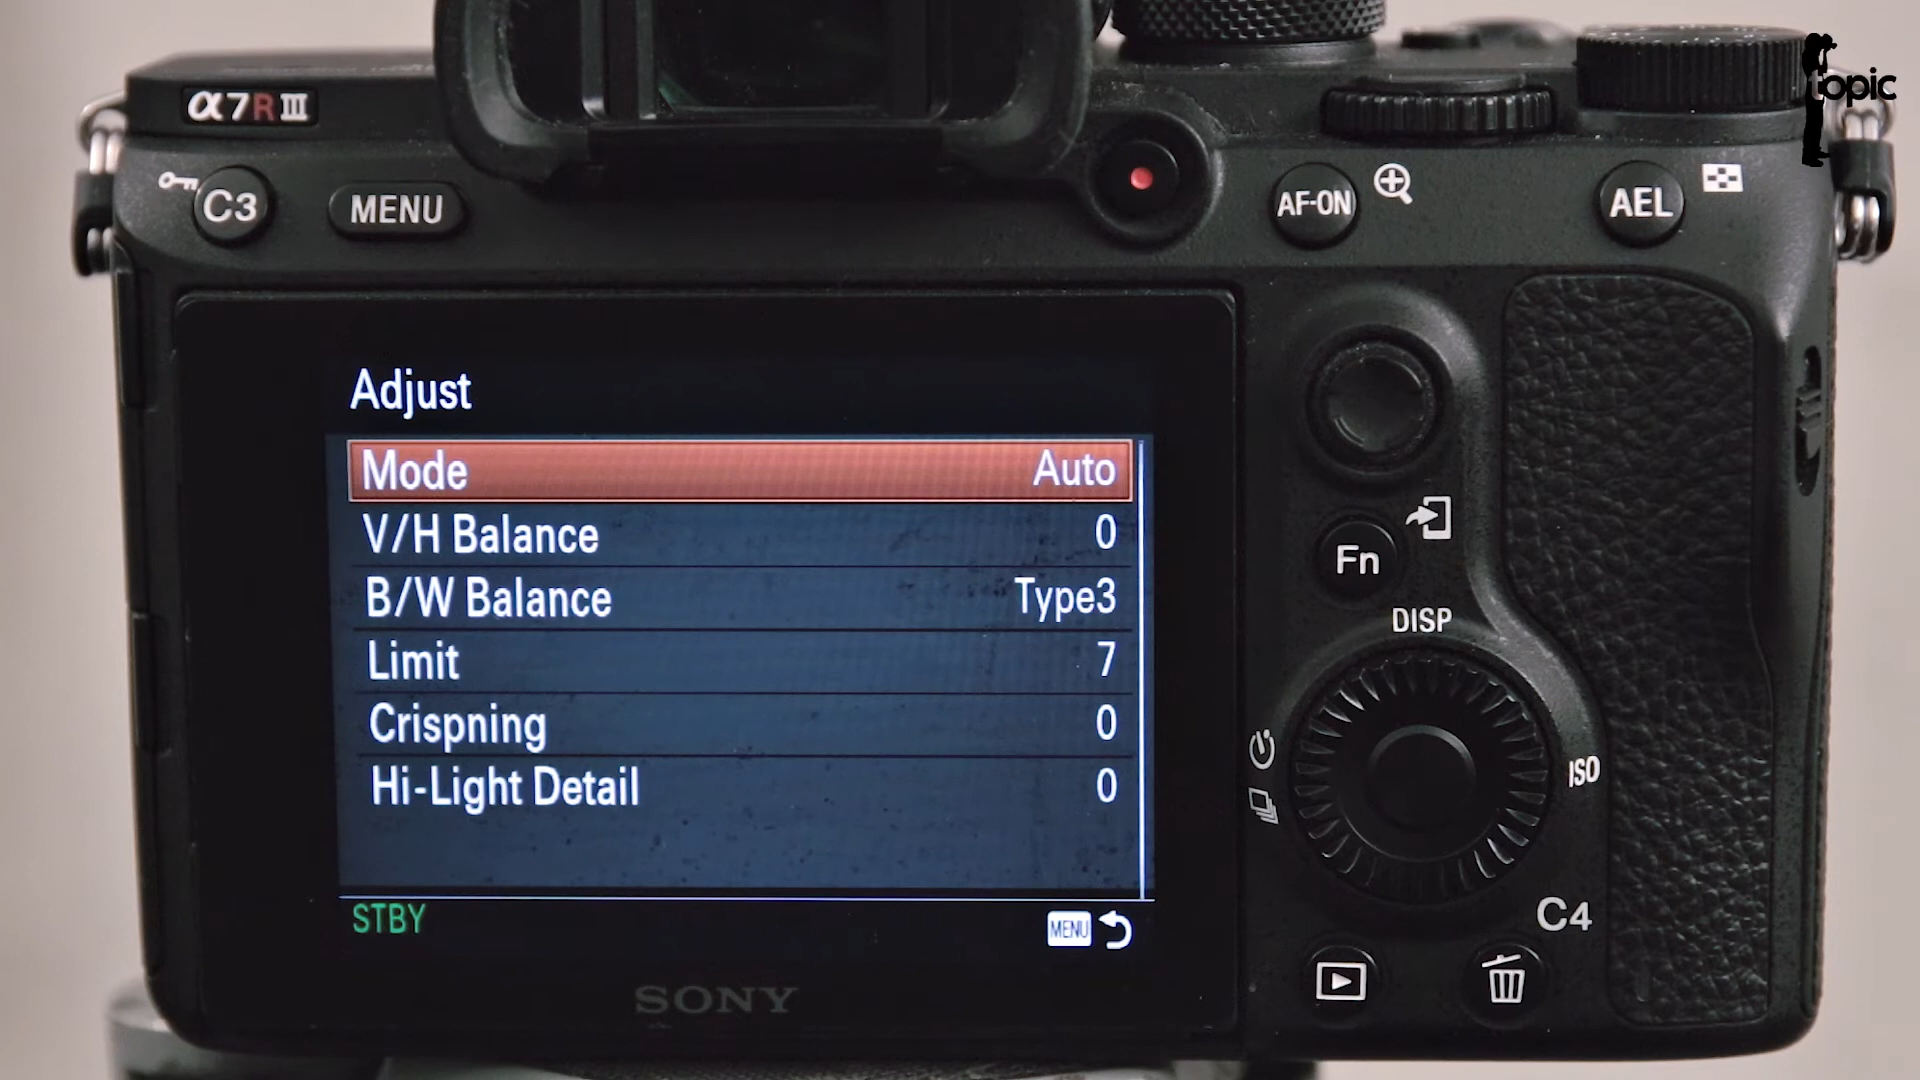 topic
α7RIII
C3
MENU
AF-ON
AEL
Adjust
Mode Auto
V/H Balance 0
B/W Balance Type3
Limit 7
Crispning 0
Hi-Light Detail 0
STBY
MENU
SONY
Fn
DISP
ISO
C4